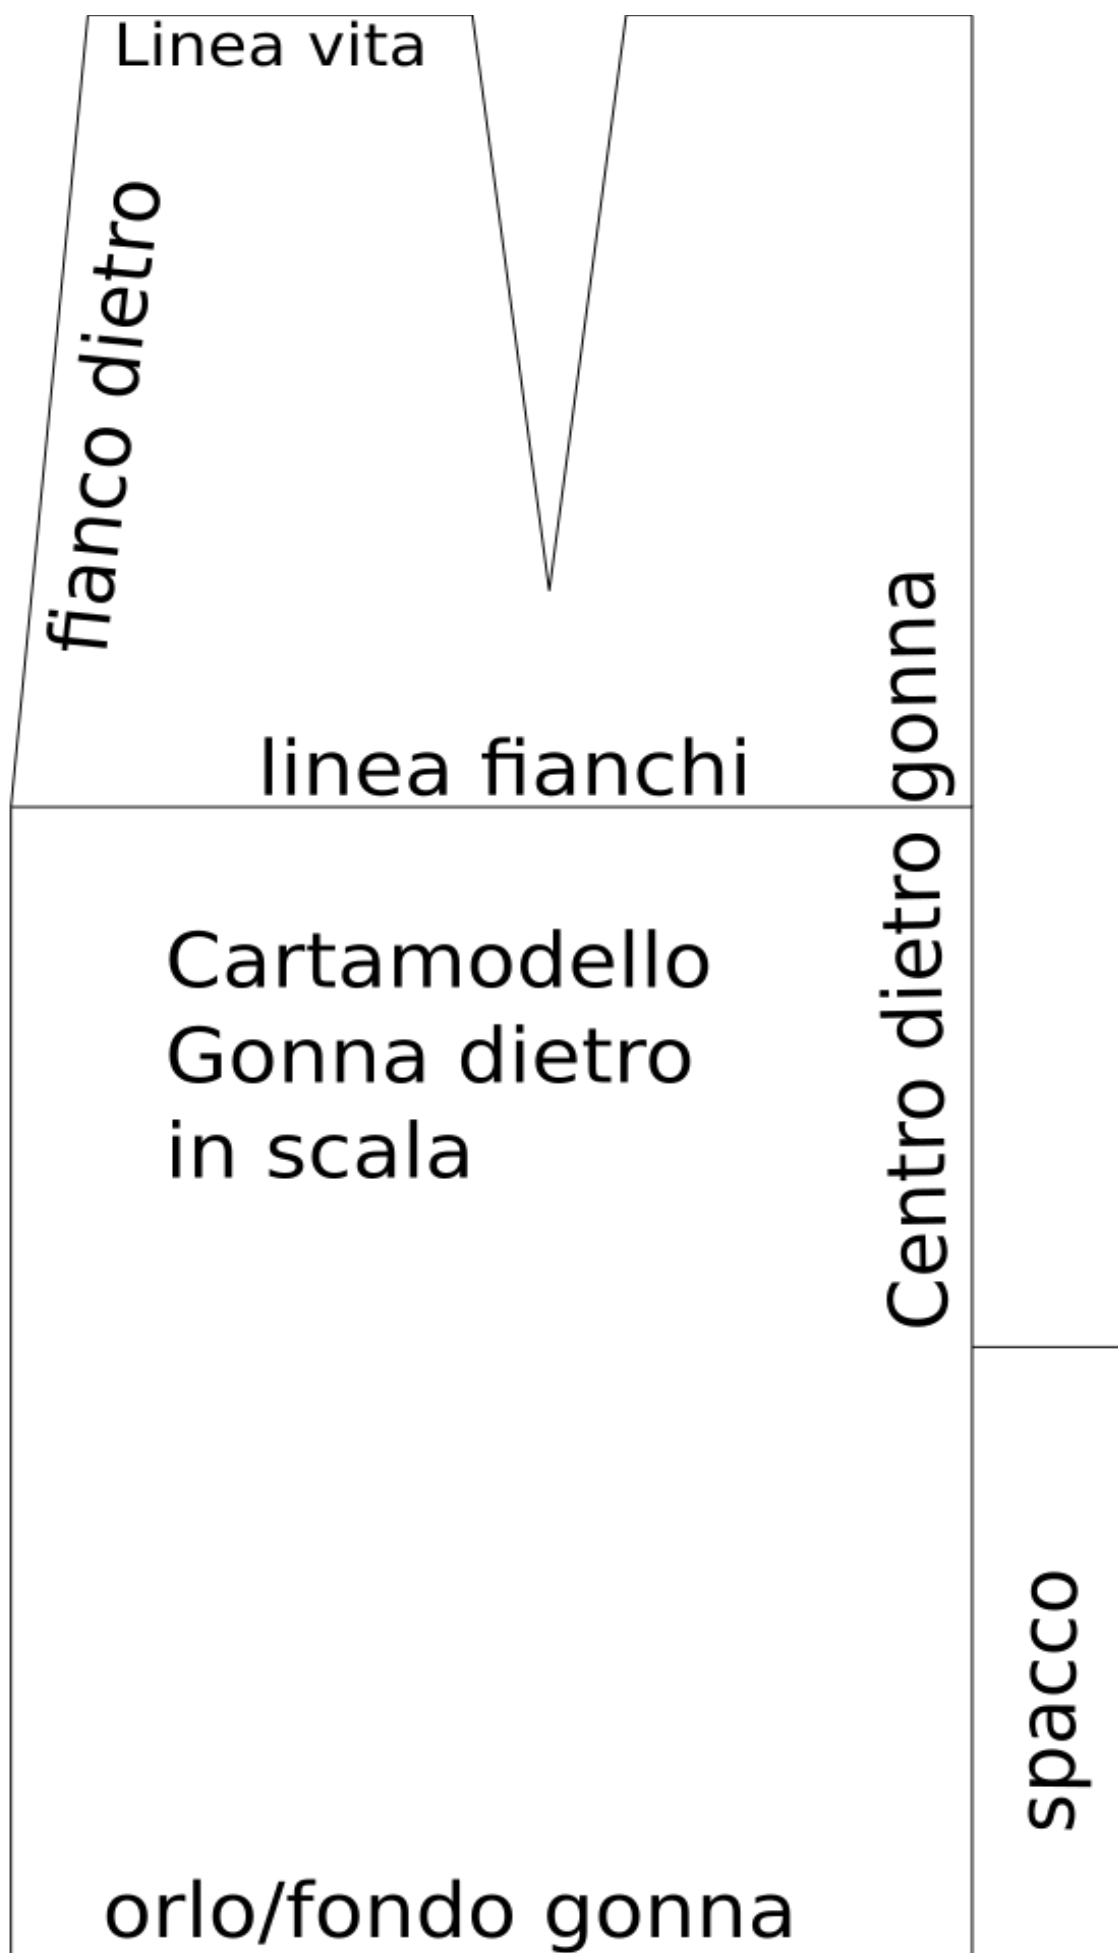 Linea vita
fianco dietro
linea fianchi
Centro dietro gonna
Cartamodello
Gonna dietro
in scala
spacco
orlo/fondo gonna